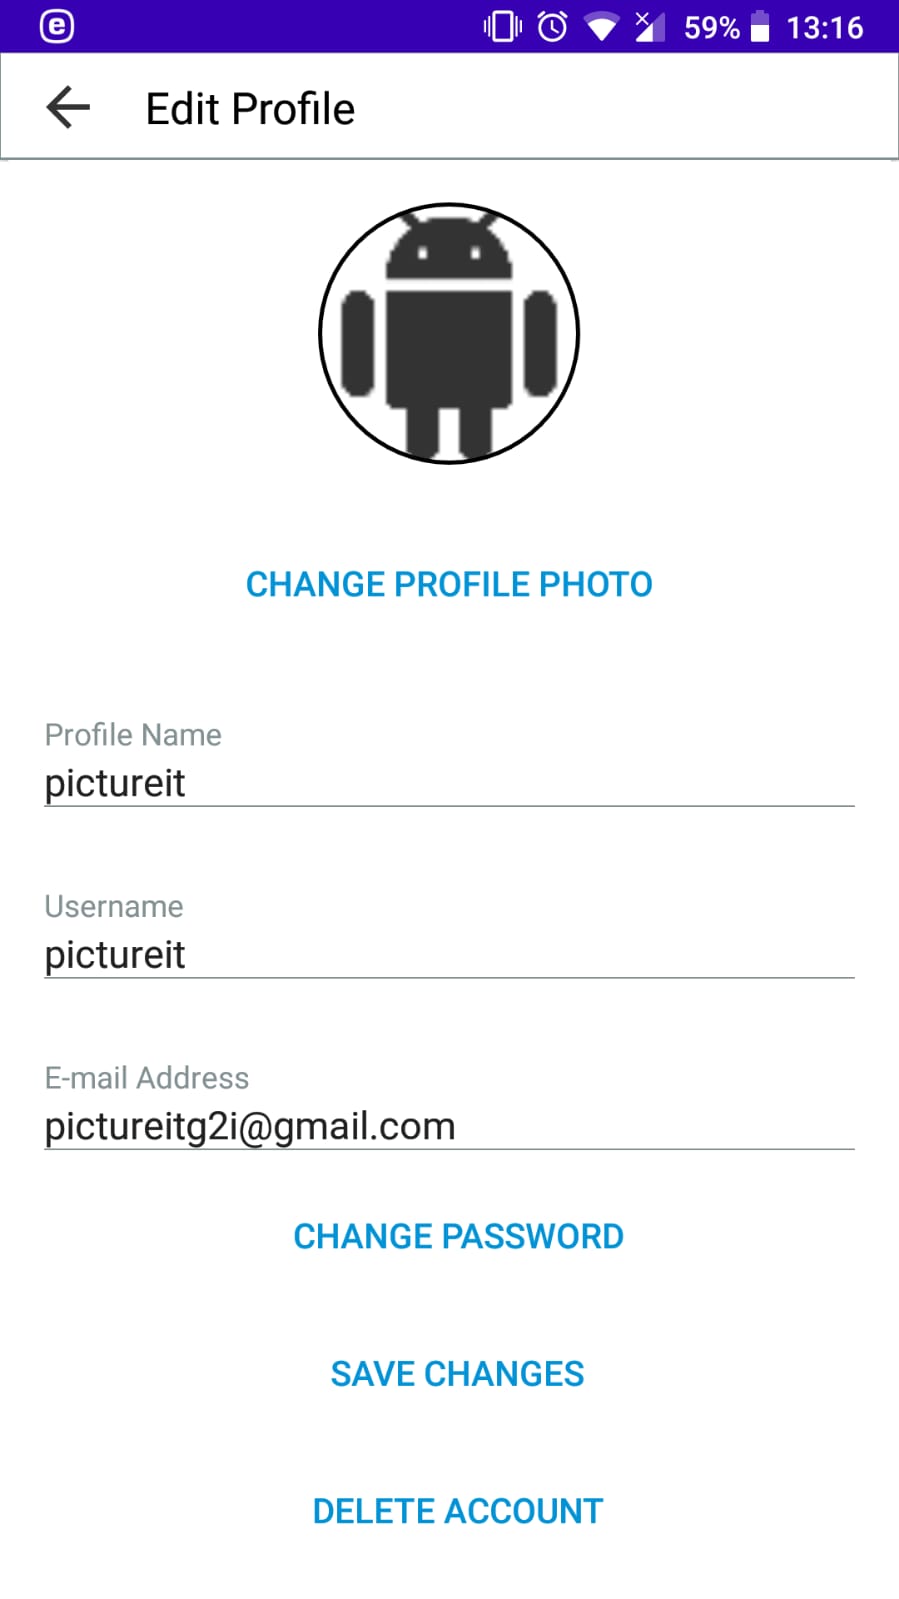 e 59% 13:16
Edit Profile
CHANGE PROFILE PHOTO
Profile Name
pictureit
Username
pictureit
E-mail Address
pictureitg2i@gmail.com
CHANGE PASSWORD
SAVE CHANGES
DELETE ACCOUNT